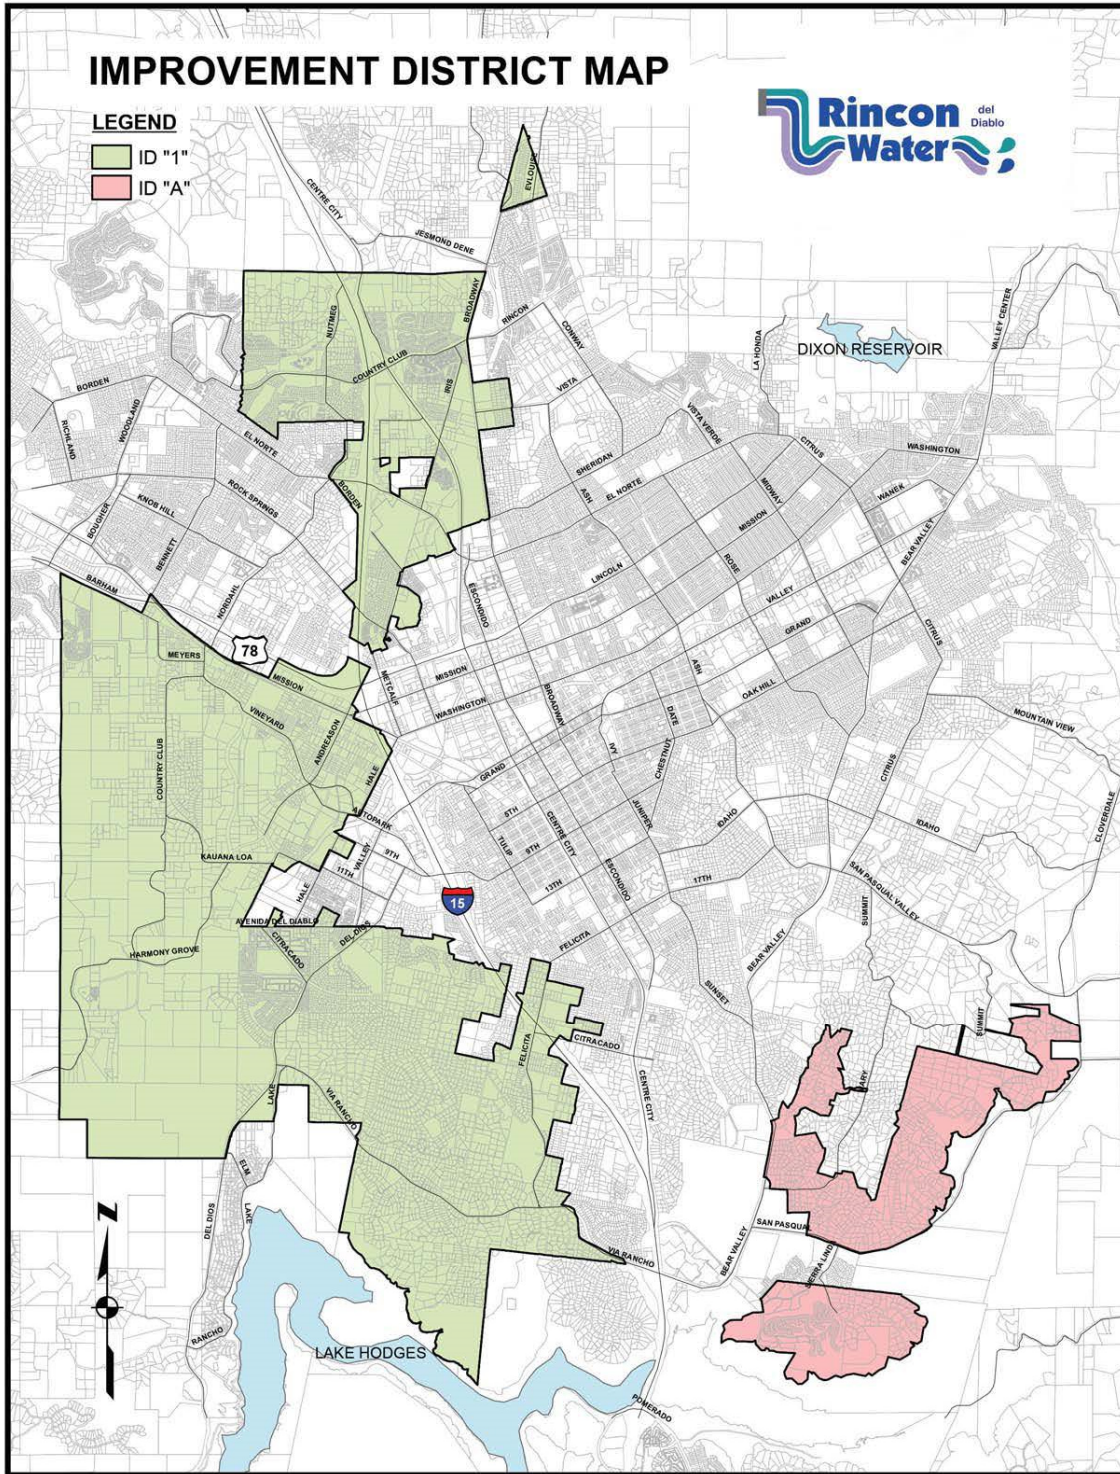 IMPROVEMENT DISTRICT MAP
LEGEND
ID "1"
ID "A"
Rincon del Diablo
Water
EVLOUISE
CENTRE CITY
JESMOND DENE
BROADWAY
NUTMEG
RINCON
CONWAY
VALLEY CENTER
LA HONDA
DIXON RESERVOIR
COUNTRY CLUB
IRIS
VISTA
BORDEN
WOODLAND
RICHLAND
EL NORTE
VISTA VERDE
CITRUS
WASHINGTON
SHERIDAN
ROCK SPRINGS
BORDEN
ASH
EL NORTE
MIDWAY
WANEK
KNOB HILL
BOUGHER
BENNETT
MISSION
BEAR VALLEY
NORDAHL
BARHAM
LINCOLN
ROSE
ESCONDIDO
VALLEY
GRAND
CITRUS
78
MEYERS
MISSION
METCALF
MISSION
WASHINGTON
ASH
OAK HILL
BROADWAY
VINEYARD
ANDREASON
DATE
MOUNTAIN VIEW
COUNTRY CLUB
HALE
GRAND
IVY
CHESTNUT
CITRUS
CLOVERDALE
AUTOPARK
5TH
CENTRE CITY
JUNIPER
IDAHO
IDAHO
KAUANA LOA
9TH
VALLEY
11TH
TULIP
9TH
ESCONDIDO
13TH
17TH
SAN PASQUAL VALLEY
HALE
15
SUMMIT
AVENIDA DEL DIABLO
DEL DIOS
CITRACADO
FELICITA
BEAR VALLEY
HARMONY GROVE
SUNSET
SUMMIT
FELICITA
CITRACADO
CENTRE CITY
MARY
LAKE
VIA RANCHO
ELM
DEL DIOS
LAKE
SAN PASQUAL
BEAR VALLEY
VIA RANCHO
SIERRA LINDA
N
RANCHO
LAKE HODGES
POMERADO